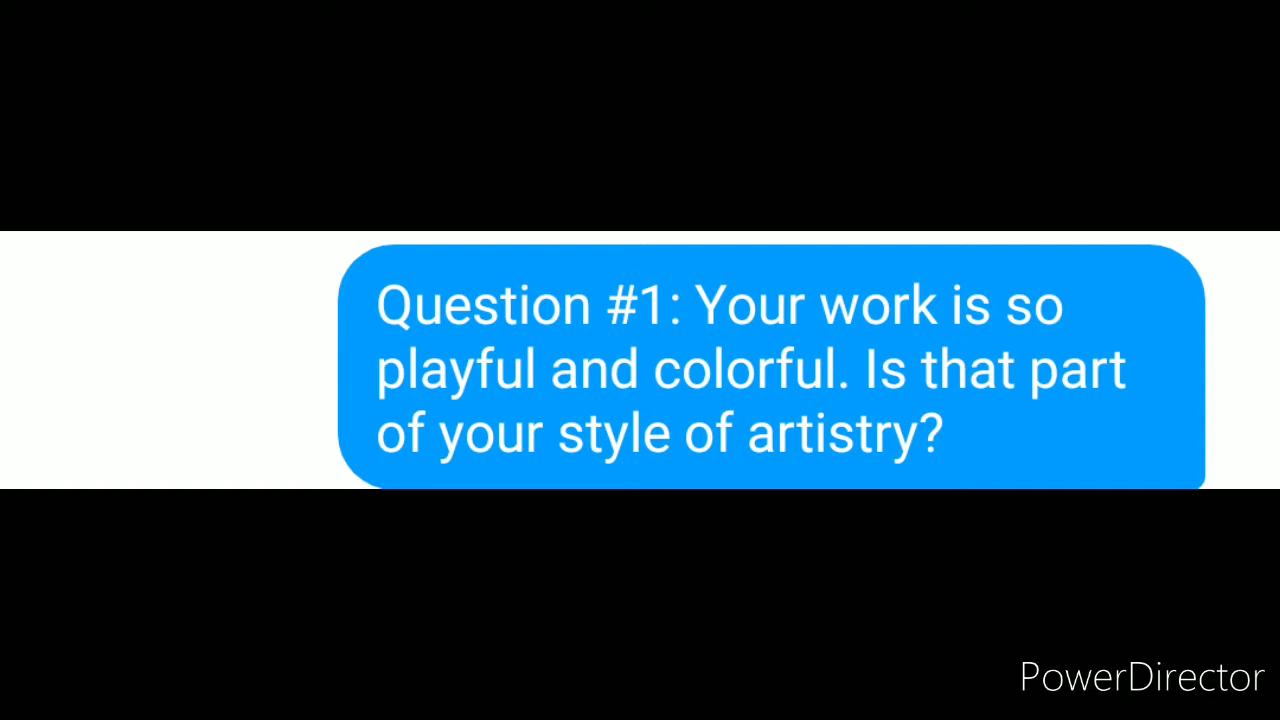 Question #1: Your work is so
playful and colorful. Is that part
of your style of artistry?
PowerDirector